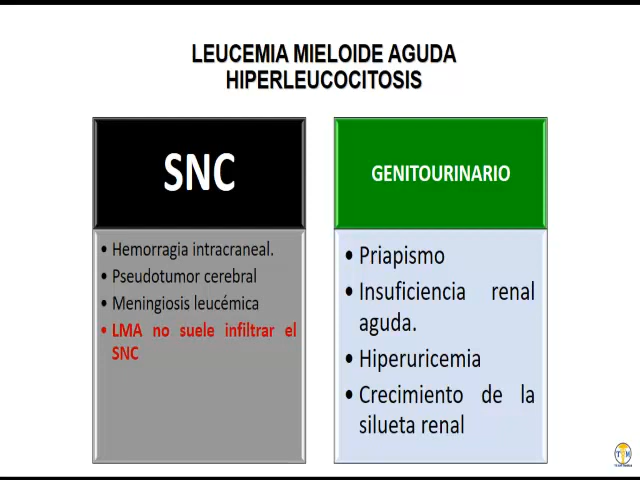 LEUCEMIA MIELOIDE AGUDA
HIPERLEUCOCITOSIS
SNC
• Hemorragia intracraneal.
• Pseudotumor cerebral
• Meningiosis leucémica
• LMA no suele infiltrar el
SNC
GENITOURINARIO
• Priapismo
• Insuficiencia renal
aguda.
• Hiperuricemia
• Crecimiento de la
silueta renal